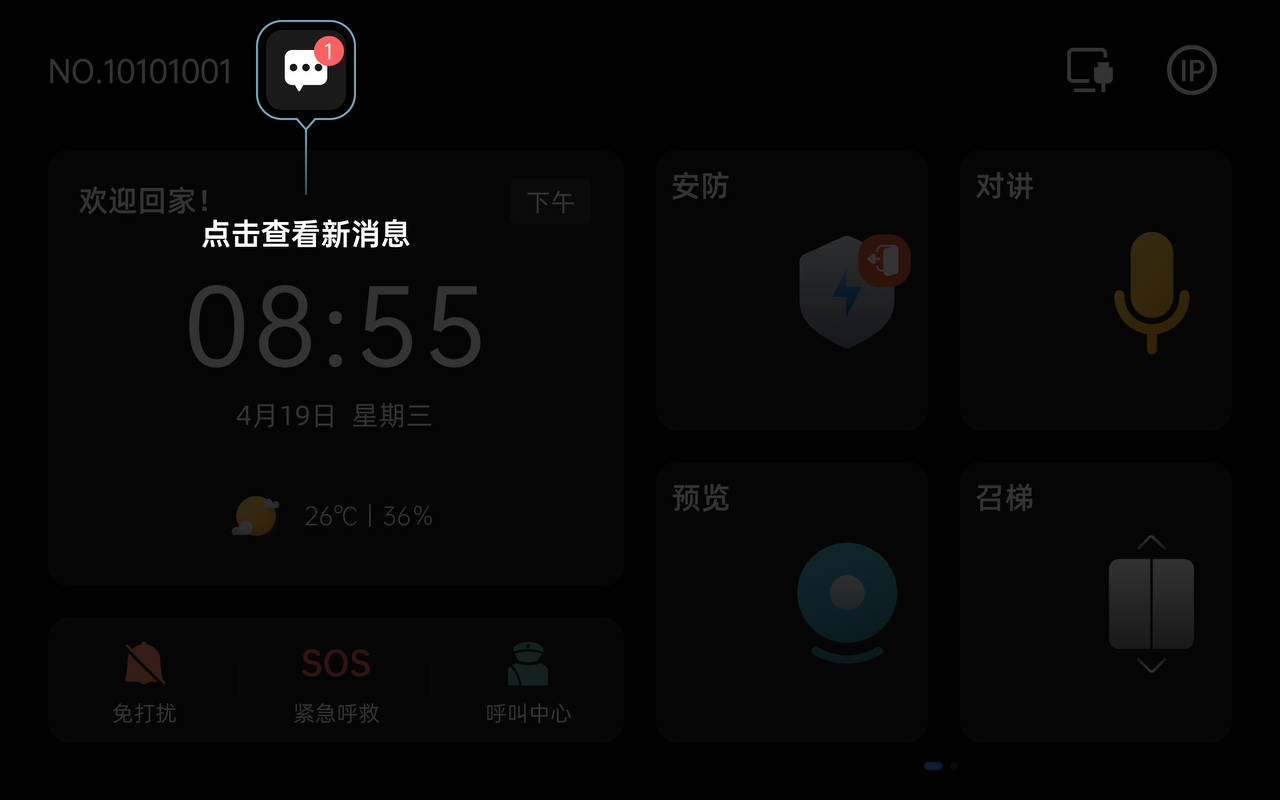 NO.10101001
1
IP
欢迎回家！
下午
点击查看新消息
08:55
4月19日 星期三
26℃ | 36%
安防
对讲
预览
召梯
SOS
免打扰
紧急呼救
呼叫中心